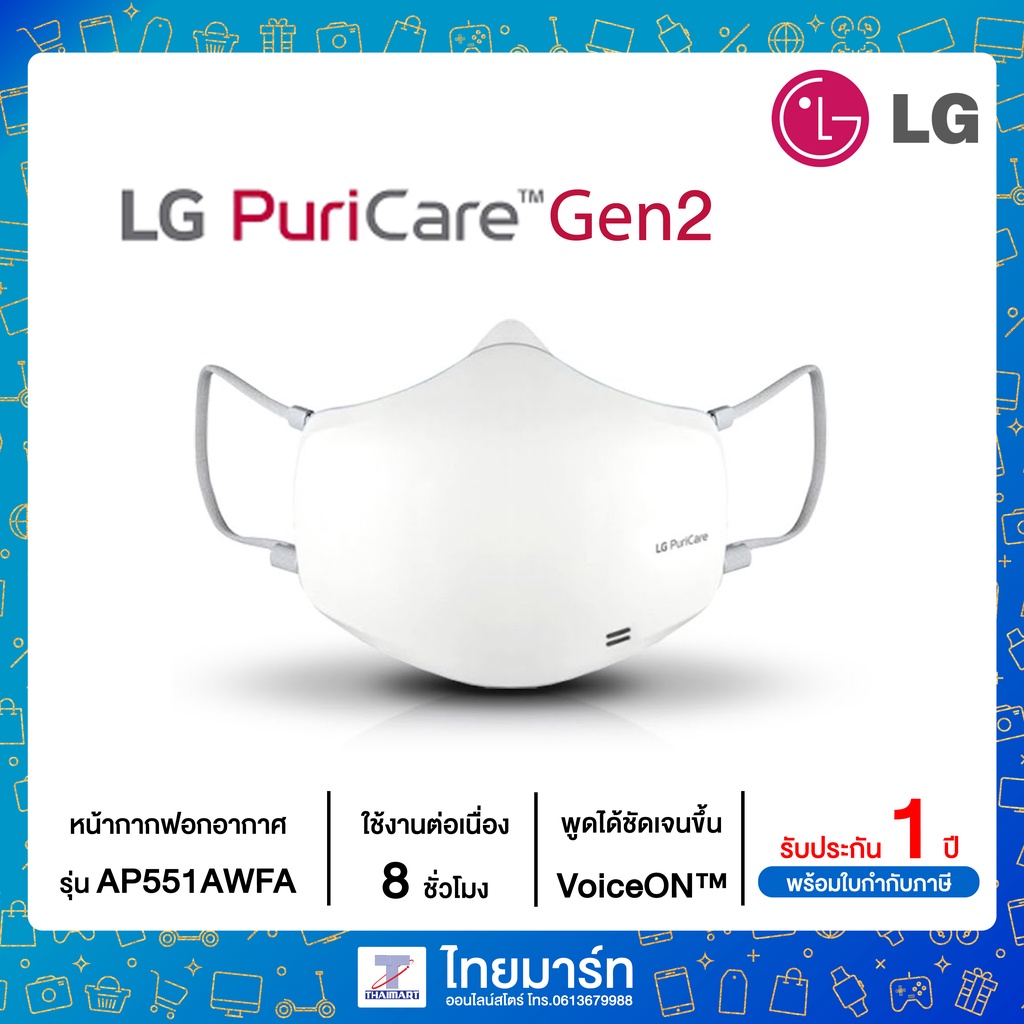 LG
LG PuriCare™ Gen2
LG PuriCare
หน้ากากฟอกอากาศ
รุ่น AP551AWFA
ใช้งานต่อเนื่อง
8 ชั่วโมง
พูดได้ชัดเจนขึ้น
VoiceON™
รับประกัน 1 ปี
พร้อมใบกำกับภาษี
THAIMART
ไทยมาร์ท
ออนไลน์สโตร์ โทร.0613679988